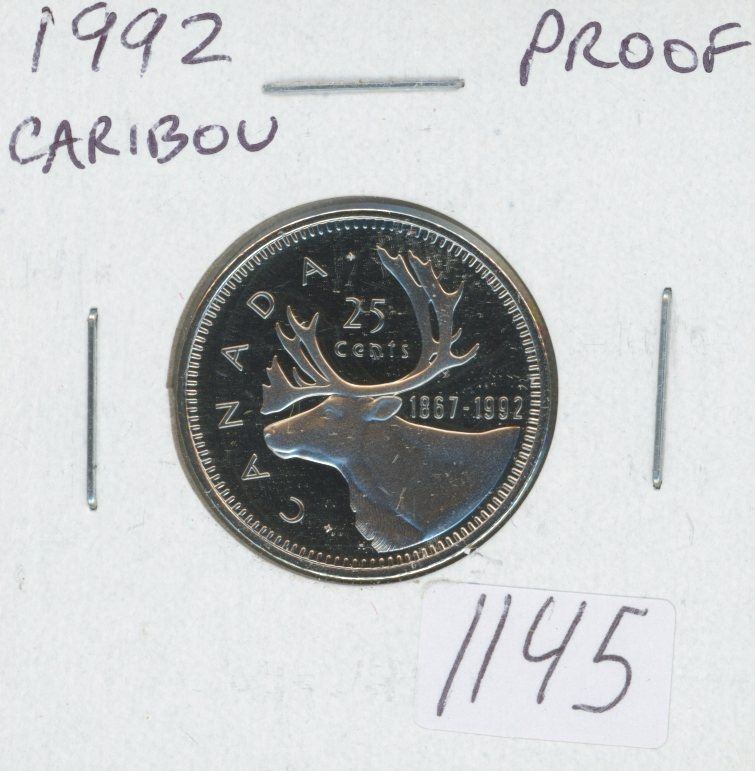 1992 PROOF
CARIBOU
CANADA
25
cents
1867-1992
1145